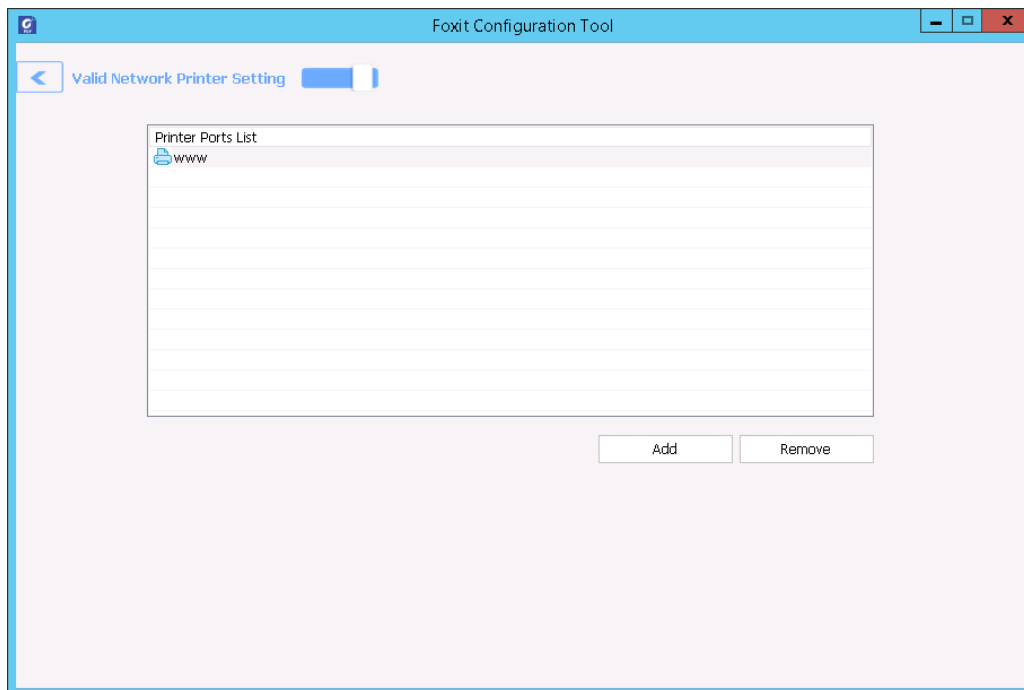 Foxit Configuration Tool
Valid Network Printer Setting
Printer Ports List
www
Add
Remove